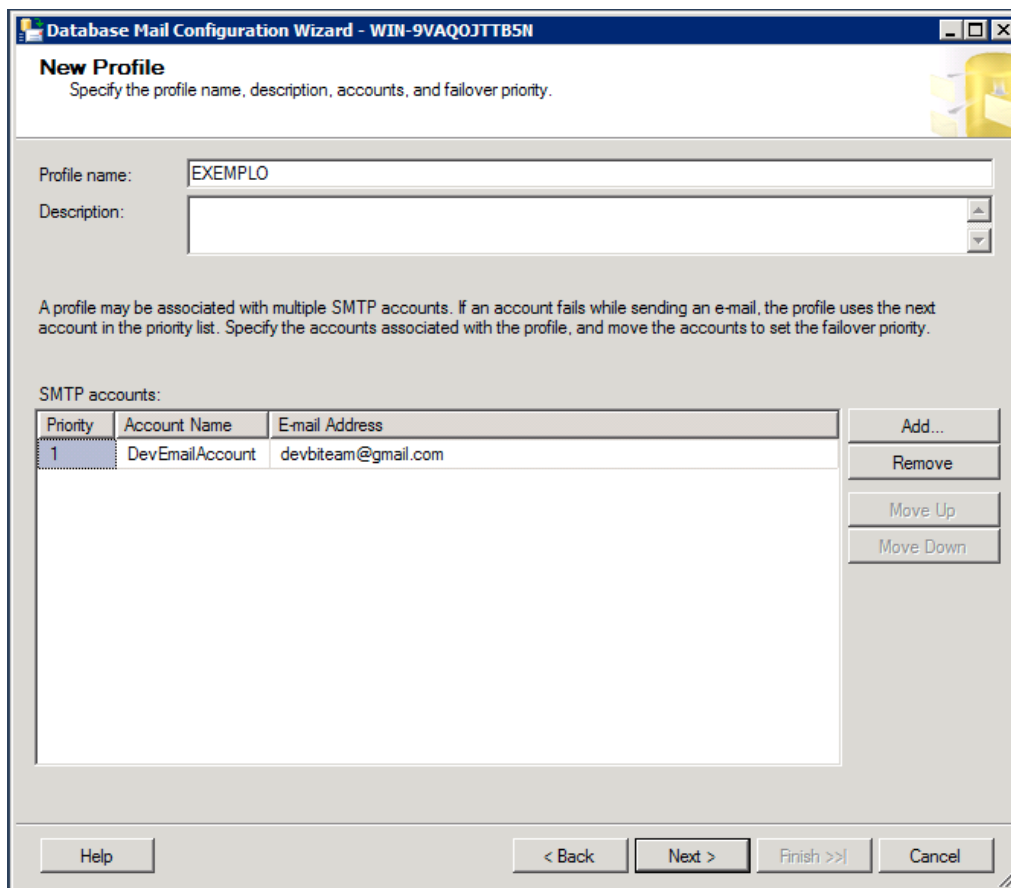 Database Mail Configuration Wizard - WIN-9VAQOJTTB5N
New Profile
Specify the profile name, description, accounts, and failover priority.
Profile name: EXEMPLO
Description:
A profile may be associated with multiple SMTP accounts. If an account fails while sending an e-mail, the profile uses the next
account in the priority list. Specify the accounts associated with the profile, and move the accounts to set the failover priority.
SMTP accounts:
Priority Account Name E-mail Address
1 DevEmailAccount devbiteam@gmail.com
Add...
Remove
Move Up
Move Down
Help < Back Next > Finish >>| Cancel